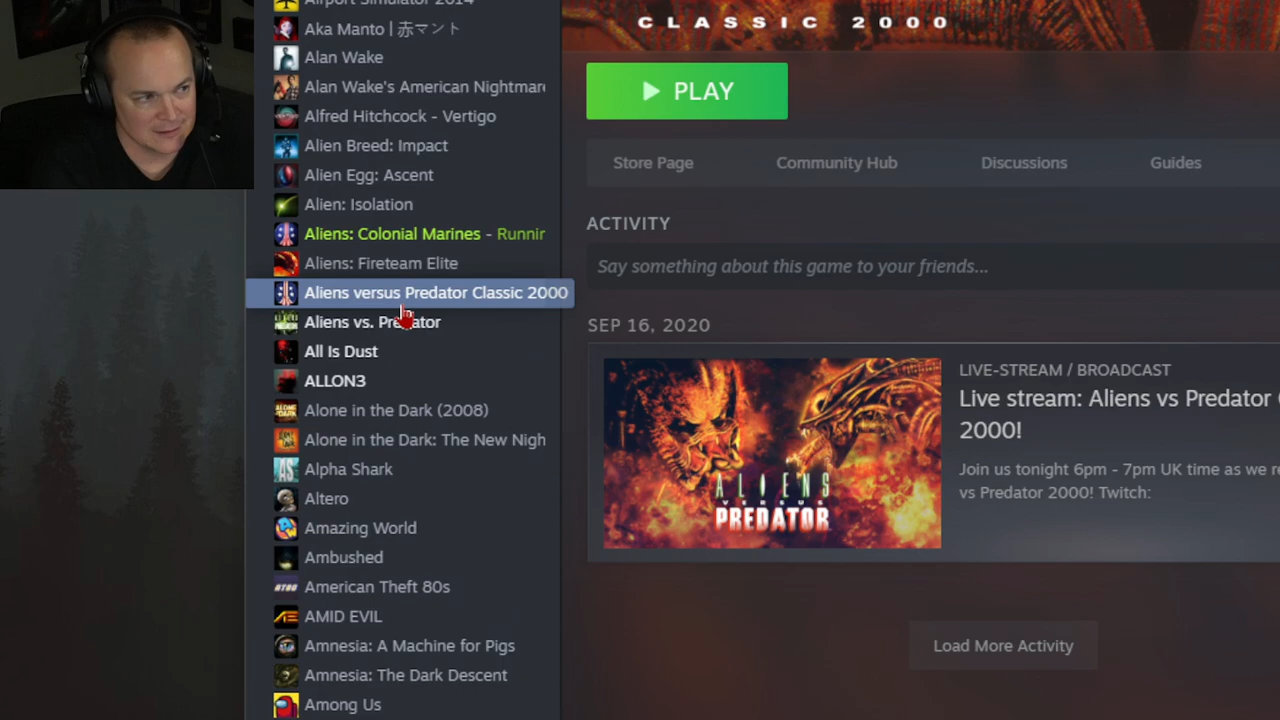 Airport Simulator 2014
Aka Manto | 赤マント
Alan Wake
Alan Wake's American Nightmare
Alfred Hitchcock - Vertigo
Alien Breed: Impact
Alien Egg: Ascent
Alien: Isolation
Aliens: Colonial Marines - Runnin
Aliens: Fireteam Elite
Aliens versus Predator Classic 2000
Aliens vs. Predator
All Is Dust
ALLON3
Alone in the Dark (2008)
Alone in the Dark: The New Nigh
Alpha Shark
Altero
Amazing World
Ambushed
American Theft 80s
AMID EVIL
Amnesia: A Machine for Pigs
Amnesia: The Dark Descent
Among Us
CLASSIC 2000
PLAY
Store Page
Community Hub
Discussions
Guides
ACTIVITY
Say something about this game to your friends...
SEP 16, 2020
ALIENS
VERSUS
PREDATOR
LIVE-STREAM / BROADCAST
Live stream: Aliens vs Predator
2000!
Join us tonight 6pm - 7pm UK time as we
vs Predator 2000! Twitch:
Load More Activity